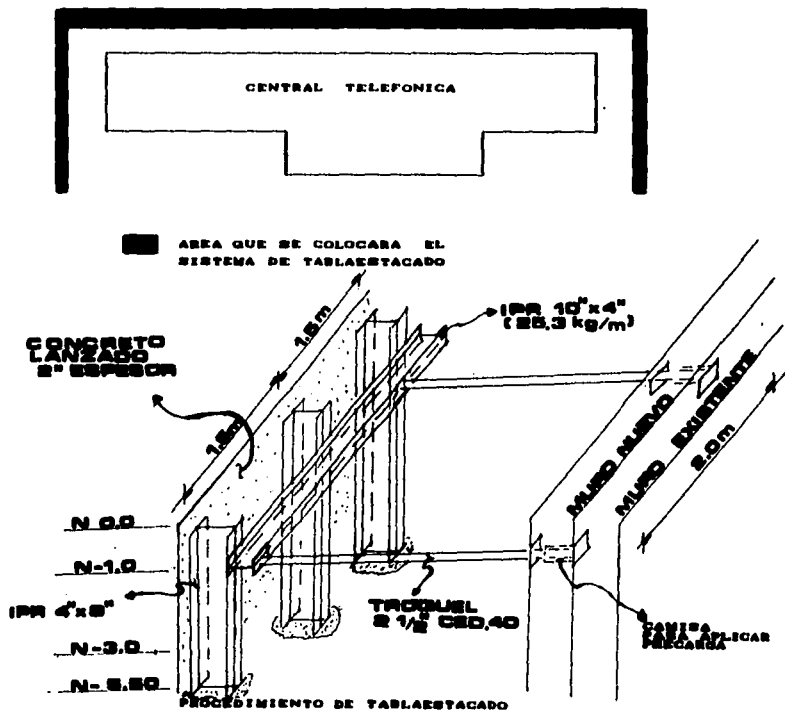 CENTRAL TELEFONICA
AREA QUE SE COLOCARA EL
SISTEMA DE TABLAESTACADO
1.5m
IPR 10"x4"
(25,3 kg/m)
CONCRETO
LANZADO
2" ESPESOR
1.5m
MURO NUEVO
MURO EXISTENTE
2.0m
N 0.0
N-1.0
IPR 4"x8"
TROQUEL
2 1/2" CED.40
CAMISA
PARA APLICAR
PRECARGA
N-3.0
N-5.50
PROCEDIMIENTO DE TABLAESTACADO